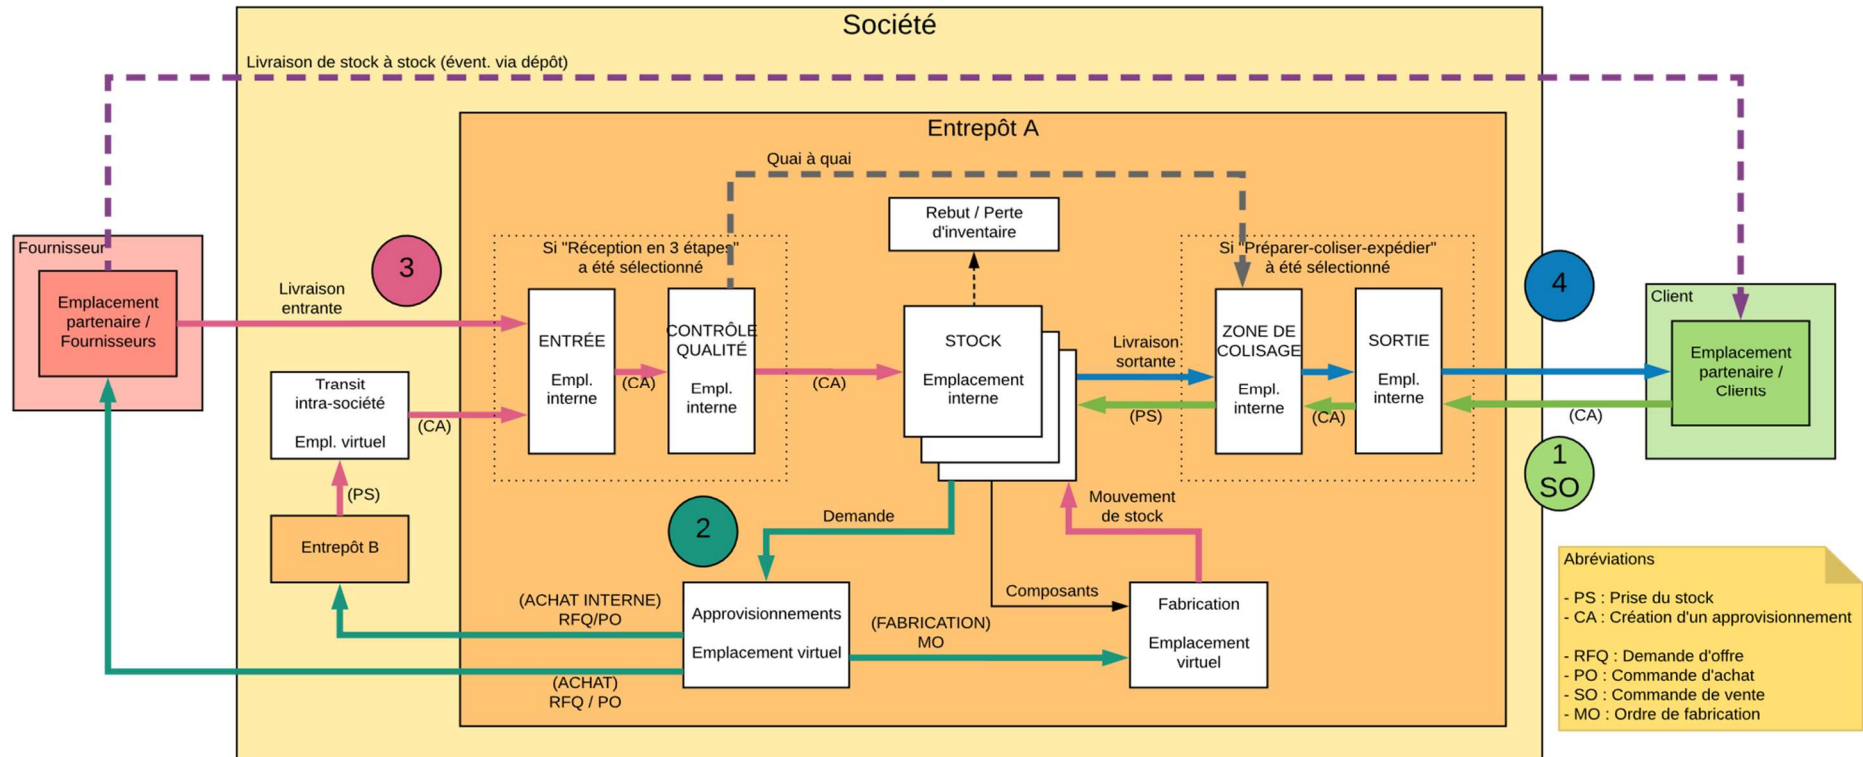 Société
Livraison de stock à stock (évent. via dépôt)
Entrepôt A
Quai à quai
Fournisseur
Emplacement
partenaire /
Fournisseurs
Livraison
entrante
3
Si "Réception en 3 étapes"
a été sélectionné
ENTRÉE
Empl.
interne
(CA)
CONTRÔLE
QUALITÉ
Empl.
interne
(CA)
Rebut / Perte
d'inventaire
STOCK
Emplacement
interne
Livraison
sortante
(PS)
Si "Préparer-coliser-expédier"
à été sélectionné
ZONE DE
COLISAGE
Empl.
interne
(CA)
SORTIE
Empl.
interne
4
Client
Emplacement
partenaire /
Clients
(CA)
1
SO
Transit
intra-société
Empl. virtuel
(CA)
(PS)
Entrepôt B
2
Demande
Mouvement
de stock
Composants
(ACHAT INTERNE)
RFQ/PO
Approvisionnements
Emplacement virtuel
(FABRICATION)
MO
Fabrication
Emplacement
virtuel
(ACHAT)
RFQ / PO
Abréviations
- PS : Prise du stock
- CA : Création d'un approvisionnement
- RFQ : Demande d'offre
- PO : Commande d'achat
- SO : Commande de vente
- MO : Ordre de fabrication